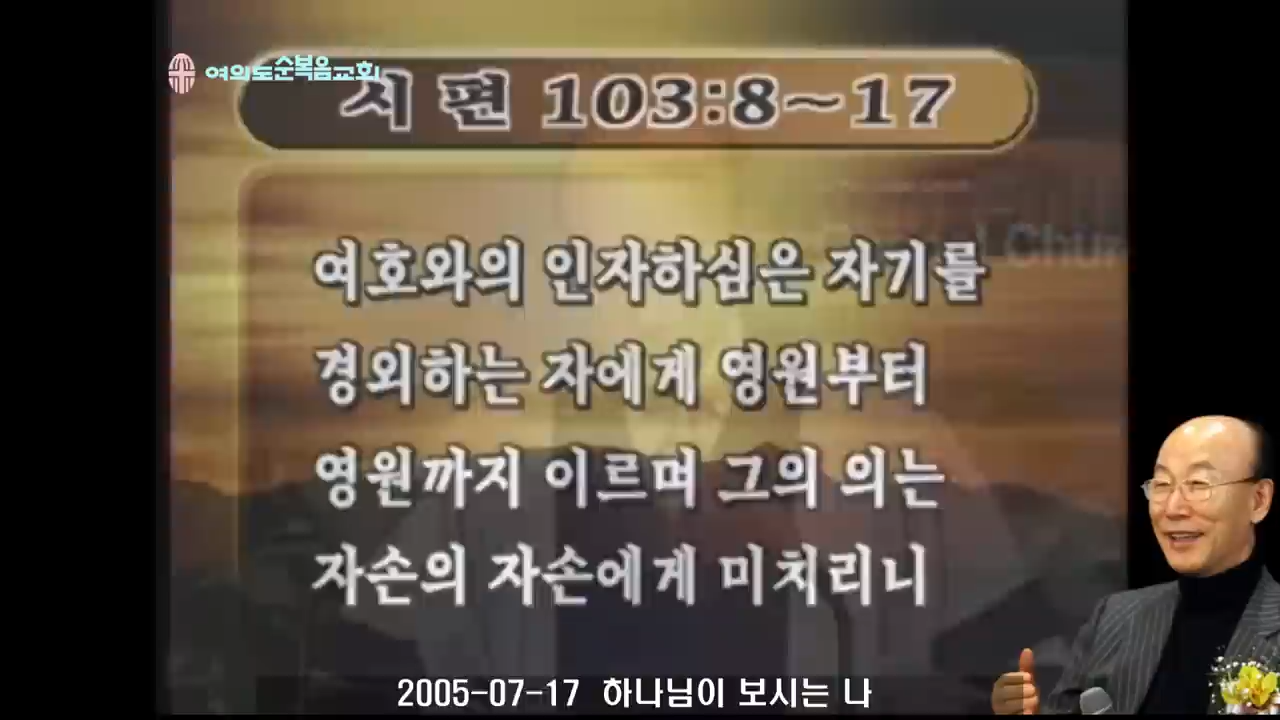 여의도순복음교회
시편 103:8~17
여호와의 인자하심은 자기를
경외하는 자에게 영원부터
영원까지 이르며 그의 의는
자손의 자손에게 미치리니
2005-07-17 하나님이 보시는 나